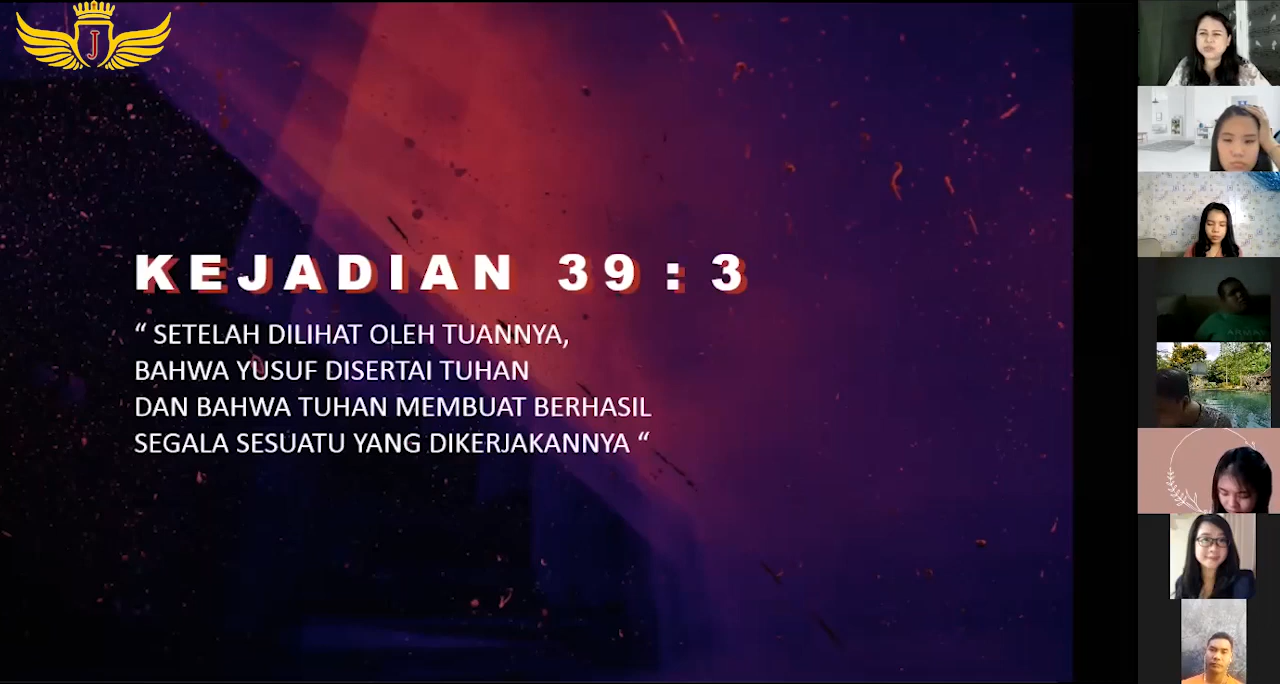 J
KEJADIAN 39 : 3
“ SETELAH DILIHAT OLEH TUANNYA,
BAHWA YUSUF DISERTAI TUHAN
DAN BAHWA TUHAN MEMBUAT BERHASIL
SEGALA SESUATU YANG DIKERJAKANNYA “